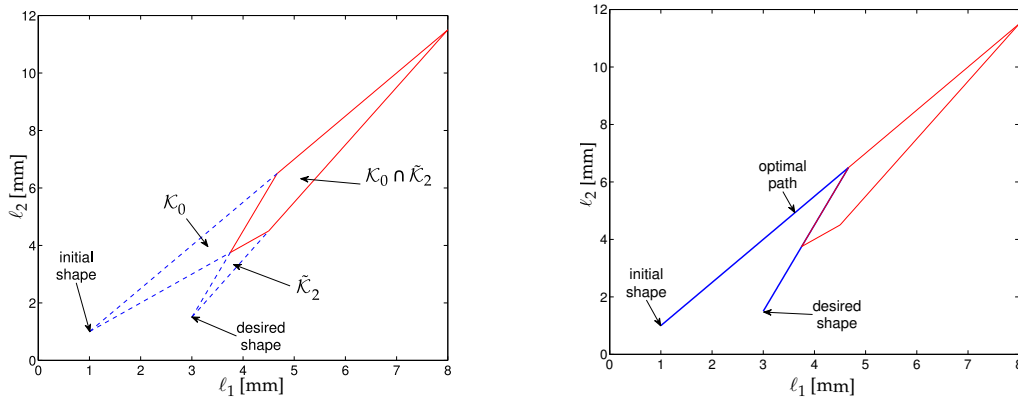 12
10
8
6
4
2
0
ℓ₂ [mm]
𝒦₀
𝒦₀ ∩ 𝒦̃₂
𝒦̃₂
initial
shape
desired
shape
0 1 2 3 4 5 6 7 8
ℓ₁ [mm]
12
10
8
6
4
2
0
ℓ₂ [mm]
optimal
path
initial
shape
desired
shape
0 1 2 3 4 5 6 7 8
ℓ₁ [mm]